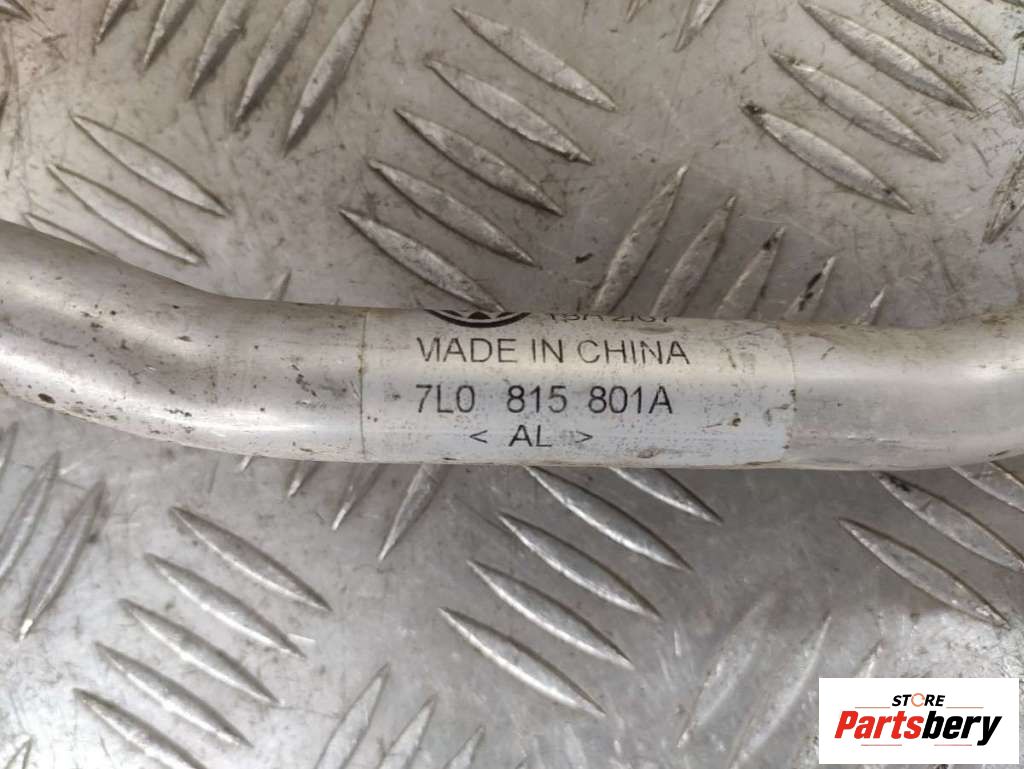 MADE IN CHINA
7L0 815 801A
< AL >
STORE
Partsbery